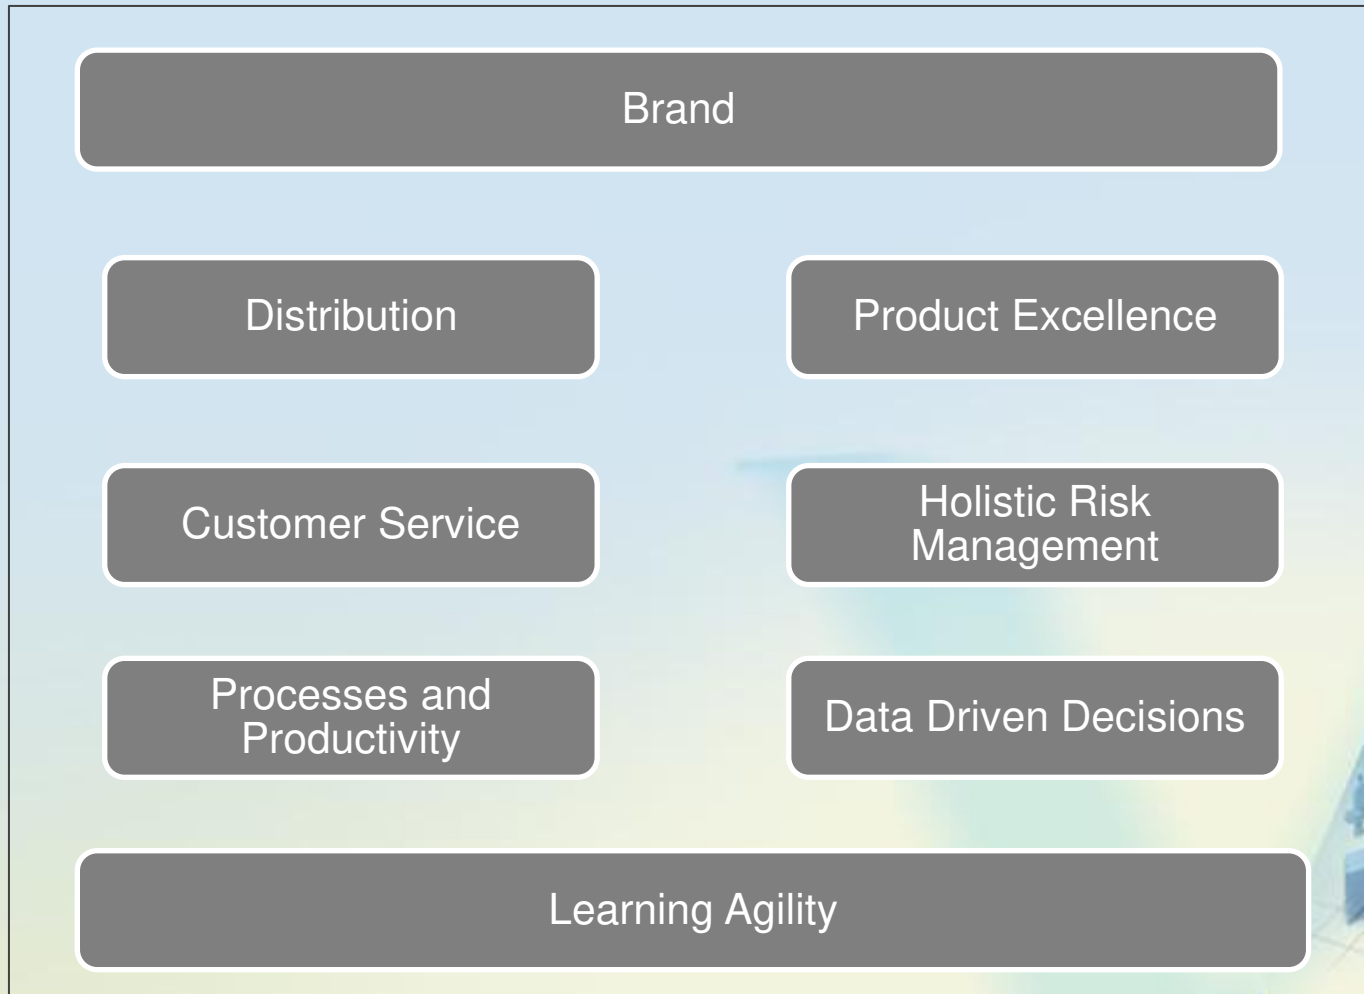 Brand
Distribution
Product Excellence
Customer Service
Holistic Risk
Management
Processes and
Productivity
Data Driven Decisions
Learning Agility